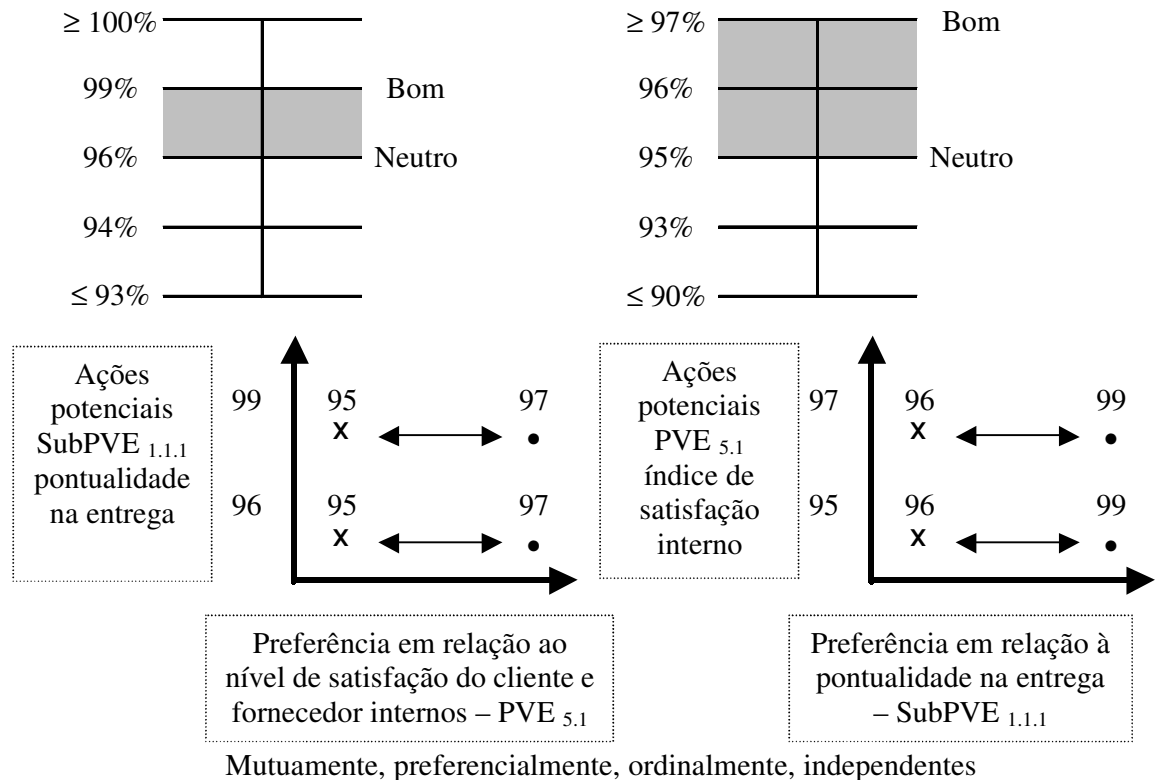 ≥ 100%
99%
Bom
96%
Neutro
94%
≤ 93%
≥ 97%
Bom
96%
95%
Neutro
93%
≤ 90%
Ações
potenciais
SubPVE 1.1.1
pontualidade
na entrega
99
95
97
x
•
96
95
97
x
•
Preferência em relação ao
nível de satisfação do cliente e
fornecedor internos – PVE 5.1
Ações
potenciais
PVE 5.1
índice de
satisfação
interno
97
96
99
x
•
95
96
99
x
•
Preferência em relação à
pontualidade na entrega
– SubPVE 1.1.1
Mutuamente, preferencialmente, ordinalmente, independentes